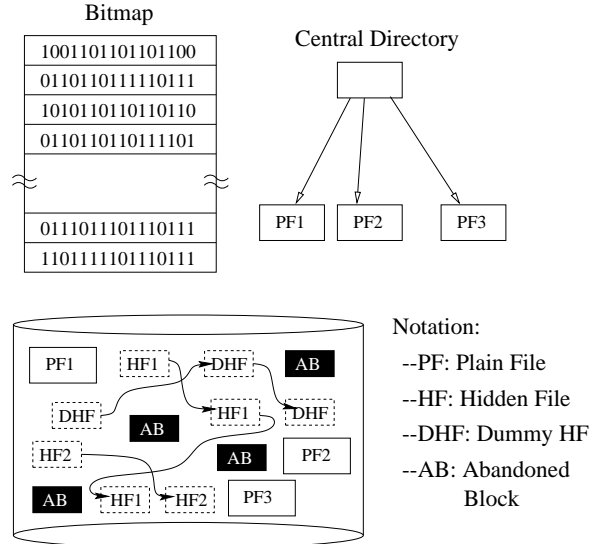 Bitmap
1001101101101100
0110110111110111
1010110110110110
0110110110111101
0111011101110111
1101111101110111
Central Directory
PF1
PF2
PF3
PF1
HF1
DHF
AB
DHF
HF1
DHF
AB
HF2
AB
PF2
AB
HF1
HF2
PF3
Notation:
--PF: Plain File
--HF: Hidden File
--DHF: Dummy HF
--AB: Abandoned
Block